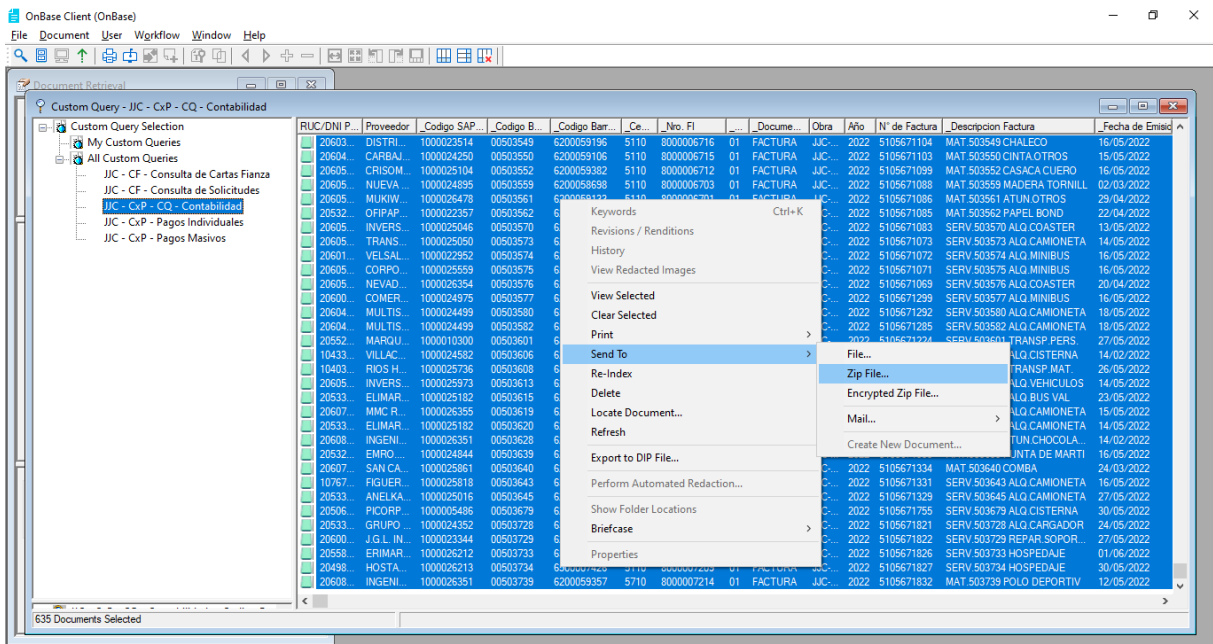 OnBase Client (OnBase)
File Document User Workflow Window Help
Document Retrieval
Custom Query - JJC - CxP - CQ - Contabilidad
Custom Query Selection
My Custom Queries
All Custom Queries
JJC - CF - Consulta de Cartas Fianza
JJC - CF - Consulta de Solicitudes
JJC - CxP - CQ - Contabilidad
JJC - CxP - Pagos Individuales
JJC - CxP - Pagos Masivos
RUC/DNI P... Proveedor _Codigo SAP... _Codigo B... _Codigo Barr... _Ce... _Nro. FI _... _Docume... Obra Año N° de Factura _Descripcion Factura _Fecha de Emisic
20603... DISTRI... 1000023514 00503549 6200059196 5110 8000006716 01 FACTURA JJC-... 2022 5105671104 MAT.503549 CHALECO 16/05/2022
20604... CARBAJ... 1000024250 00503550 6200059106 5110 8000006715 01 FACTURA JJC-... 2022 5105671103 MAT.503550 CINTA.OTROS 15/05/2022
20605... CRISOM... 1000025104 00503552 6200059382 5110 8000006712 01 FACTURA JJC-... 2022 5105671099 MAT.503552 CASACA CUERO 16/05/2022
20605... NUEVA ... 1000024895 00503559 6200058698 5110 8000006703 01 FACTURA JJC-... 2022 5105671088 MAT.503559 MADERA TORNILL 02/03/2022
20605... MUKIW... 1000026478 00503561 2022 5105671086 MAT.503561 ATUN.OTROS 29/04/2022
20532... OFIPAP... 1000022357 00503562 2022 5105671085 MAT.503562 PAPEL BOND 22/04/2022
20605... INVERS... 1000025046 00503570 2022 5105671083 SERV.503570 ALQ.COASTER 13/05/2022
20605... TRANS... 1000025050 00503573 2022 5105671073 SERV.503573 ALQ.CAMIONETA 14/05/2022
20601... VELSAL... 1000022952 00503574 2022 5105671072 SERV.503574 ALQ.MINIBUS 16/05/2022
20605... CORPO... 1000025559 00503575 2022 5105671071 SERV.503575 ALQ.MINIBUS 16/05/2022
20605... NEVAD... 1000026354 00503576 2022 5105671069 SERV.503576 ALQ.COASTER 20/04/2022
20600... COMER... 1000024975 00503577 2022 5105671299 SERV.503577 ALQ.MINIBUS 16/05/2022
20604... MULTIS... 1000024499 00503580 2022 5105671292 SERV.503580 ALQ.CAMIONETA 18/05/2022
20604... MULTIS... 1000024499 00503582 2022 5105671285 SERV.503582 ALQ.CAMIONETA 18/05/2022
20552... MARQU... 1000010300 00503601 2022 5105671224 SERV.503601 TRANSP.PERS. 27/05/2022
10433... VILLAC... 1000024582 00503606 ALQ.CISTERNA 14/02/2022
10403... RIOS H... 1000025736 00503608 TRANSP.MAT. 26/05/2022
20605... INVERS... 1000025973 00503613 ALQ.VEHICULOS 14/05/2022
20533... ELIMAR... 1000025182 00503615 ALQ.BUS VAL 23/05/2022
20607... MMC R... 1000026355 00503619 ALQ.CAMIONETA 15/05/2022
20533... ELIMAR... 1000025182 00503620 ALQ.CAMIONETA 14/05/2022
20608... INGENI... 1000026351 00503628 TUN.CHOCOLA... 14/02/2022
20532... EMRO.... 1000024844 00503639 UNTA DE MARTI 16/05/2022
20607... SAN CA... 1000025861 00503640 2022 5105671334 MAT.503640 COMBA 24/03/2022
10767... FIGUER... 1000025818 00503643 2022 5105671331 SERV.503643 ALQ.CAMIONETA 16/05/2022
20533... ANELKA... 1000025016 00503645 2022 5105671329 SERV.503645 ALQ.CAMIONETA 27/05/2022
20506... PICORP... 1000005486 00503679 2022 5105671755 SERV.503679 ALQ.CISTERNA 30/05/2022
20533... GRUPO ... 1000024352 00503728 2022 5105671821 SERV.503728 ALQ.CARGADOR 24/05/2022
20600... J.G.L. IN... 1000023344 00503729 2022 5105671822 SERV.503729 REPAR.SOPOR... 27/05/2022
20558... ERIMAR... 1000026212 00503733 2022 5105671826 SERV.503733 HOSPEDAJE 01/06/2022
20498... HOSTA... 1000026213 00503734 2022 5105671827 SERV.503734 HOSPEDAJE 30/05/2022
20608... INGENI... 1000026351 00503739 6200059357 5710 8000007214 01 FACTURA JJC-... 2022 5105671832 MAT.503739 POLO DEPORTIV 12/05/2022
Keywords Ctrl+K
Revisions / Renditions
History
View Redacted Images
View Selected
Clear Selected
Print
Send To
Re-Index
Delete
Locate Document...
Refresh
Export to DIP File...
Perform Automated Redaction...
Show Folder Locations
Briefcase
Properties
File...
Zip File...
Encrypted Zip File...
Mail...
Create New Document...
635 Documents Selected